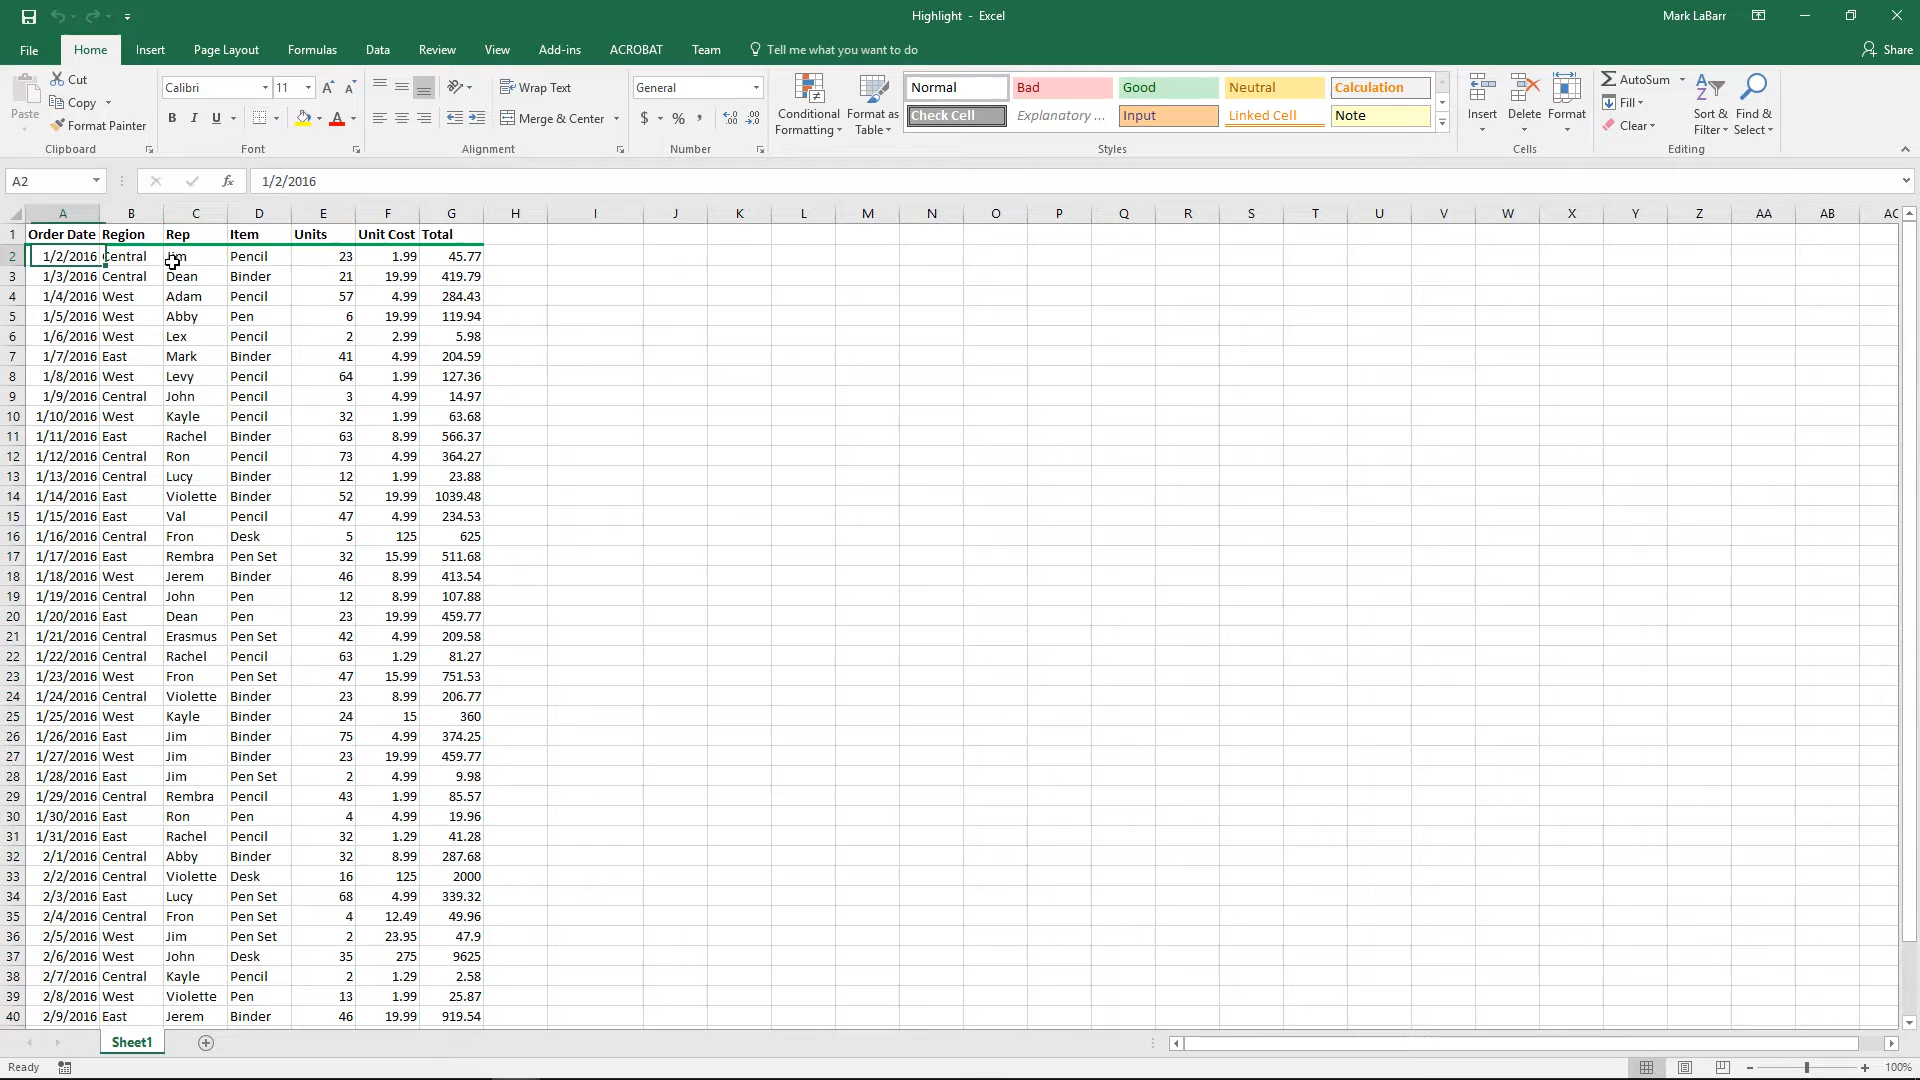 Highlight - Excel
Mark LaBarr
File Home Insert Page Layout Formulas Data Review View Add-ins ACROBAT Team Tell me what you want to do Share
Paste
Cut
Copy
Format Painter
Clipboard
Calibri 11
B I U
Font
Wrap Text
Merge & Center
Alignment
General
$ % ,
Number
Conditional Formatting
Format as Table
Normal Bad Good Neutral Calculation
Check Cell Explanatory ... Input Linked Cell Note
Styles
Insert Delete Format
Cells
AutoSum
Fill
Clear
Sort & Filter
Find & Select
Editing
A2 fx 1/2/2016
A B C D E F G H I J K L M N O P Q R S T U V W X Y Z AA AB AC
1 Order Date Region Rep Item Units Unit Cost Total
2 1/2/2016 Central Jim Pencil 23 1.99 45.77
3 1/3/2016 Central Dean Binder 21 19.99 419.79
4 1/4/2016 West Adam Pencil 57 4.99 284.43
5 1/5/2016 West Abby Pen 6 19.99 119.94
6 1/6/2016 West Lex Pencil 2 2.99 5.98
7 1/7/2016 East Mark Binder 41 4.99 204.59
8 1/8/2016 West Levy Pencil 64 1.99 127.36
9 1/9/2016 Central John Pencil 3 4.99 14.97
10 1/10/2016 West Kayle Pencil 32 1.99 63.68
11 1/11/2016 East Rachel Binder 63 8.99 566.37
12 1/12/2016 Central Ron Pencil 73 4.99 364.27
13 1/13/2016 Central Lucy Binder 12 1.99 23.88
14 1/14/2016 East Violette Binder 52 19.99 1039.48
15 1/15/2016 East Val Pencil 47 4.99 234.53
16 1/16/2016 Central Fron Desk 5 125 625
17 1/17/2016 East Rembra Pen Set 32 15.99 511.68
18 1/18/2016 West Jerem Binder 46 8.99 413.54
19 1/19/2016 Central John Pen 12 8.99 107.88
20 1/20/2016 East Dean Pen 23 19.99 459.77
21 1/21/2016 Central Erasmus Pen Set 42 4.99 209.58
22 1/22/2016 Central Rachel Pencil 63 1.29 81.27
23 1/23/2016 West Fron Pen Set 47 15.99 751.53
24 1/24/2016 Central Violette Binder 23 8.99 206.77
25 1/25/2016 West Kayle Binder 24 15 360
26 1/26/2016 East Jim Binder 75 4.99 374.25
27 1/27/2016 West Jim Binder 23 19.99 459.77
28 1/28/2016 East Jim Pen Set 2 4.99 9.98
29 1/29/2016 Central Rembra Pencil 43 1.99 85.57
30 1/30/2016 East Ron Pen 4 4.99 19.96
31 1/31/2016 East Rachel Pencil 32 1.29 41.28
32 2/1/2016 Central Abby Binder 32 8.99 287.68
33 2/2/2016 Central Violette Desk 16 125 2000
34 2/3/2016 East Lucy Pen Set 68 4.99 339.32
35 2/4/2016 Central Fron Pen Set 4 12.49 49.96
36 2/5/2016 West Jim Pen Set 2 23.95 47.9
37 2/6/2016 West John Desk 35 275 9625
38 2/7/2016 Central Kayle Pencil 2 1.29 2.58
39 2/8/2016 West Violette Pen 13 1.99 25.87
40 2/9/2016 East Jerem Binder 46 19.99 919.54
Sheet1
Ready
100%